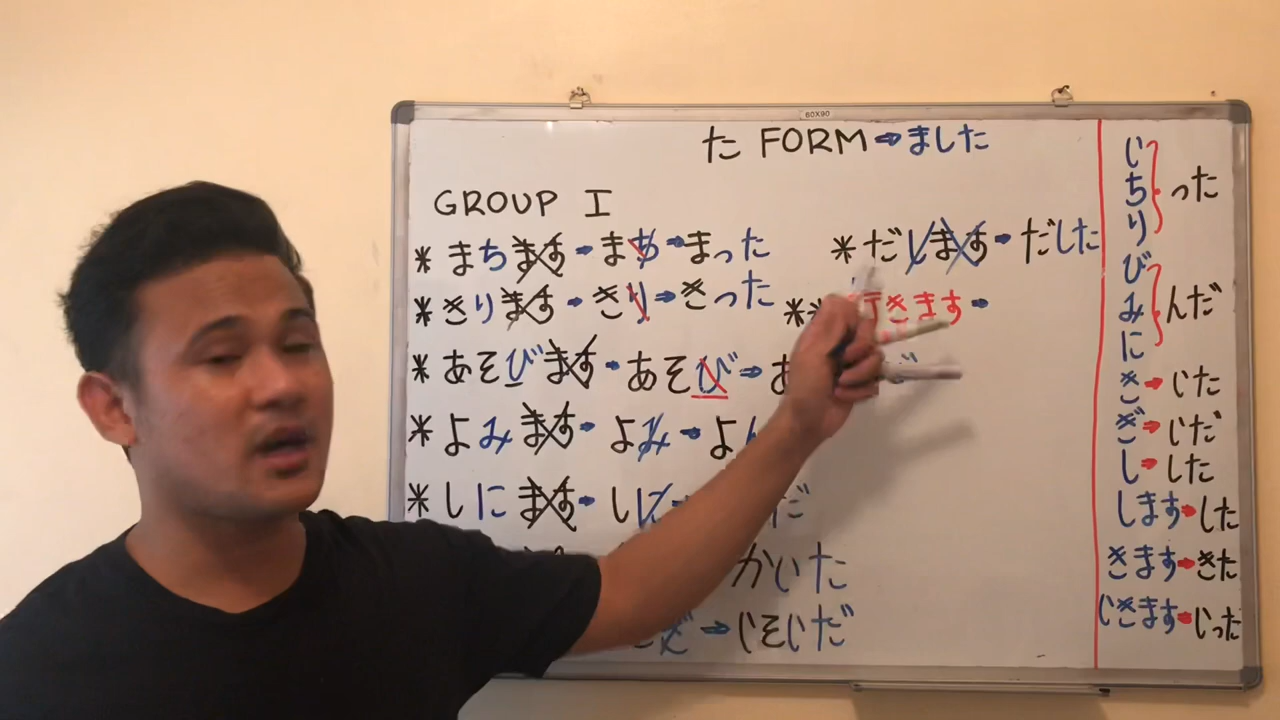 60X90
た FORM➡ました
GROUP I
* まちます➡まち➡まった
* きります➡きり➡きった
* あそびます➡あそび➡あ
* よみます➡よみ➡よん
* しにます➡しに
かいた
➡いそいだ
* だします➡だした
** 行きます➡
い
ち
り
った
び
み
に
んだ
き➡いた
ぎ➡いだ
し➡した
します➡した
きます➡きた
いきます➡いった